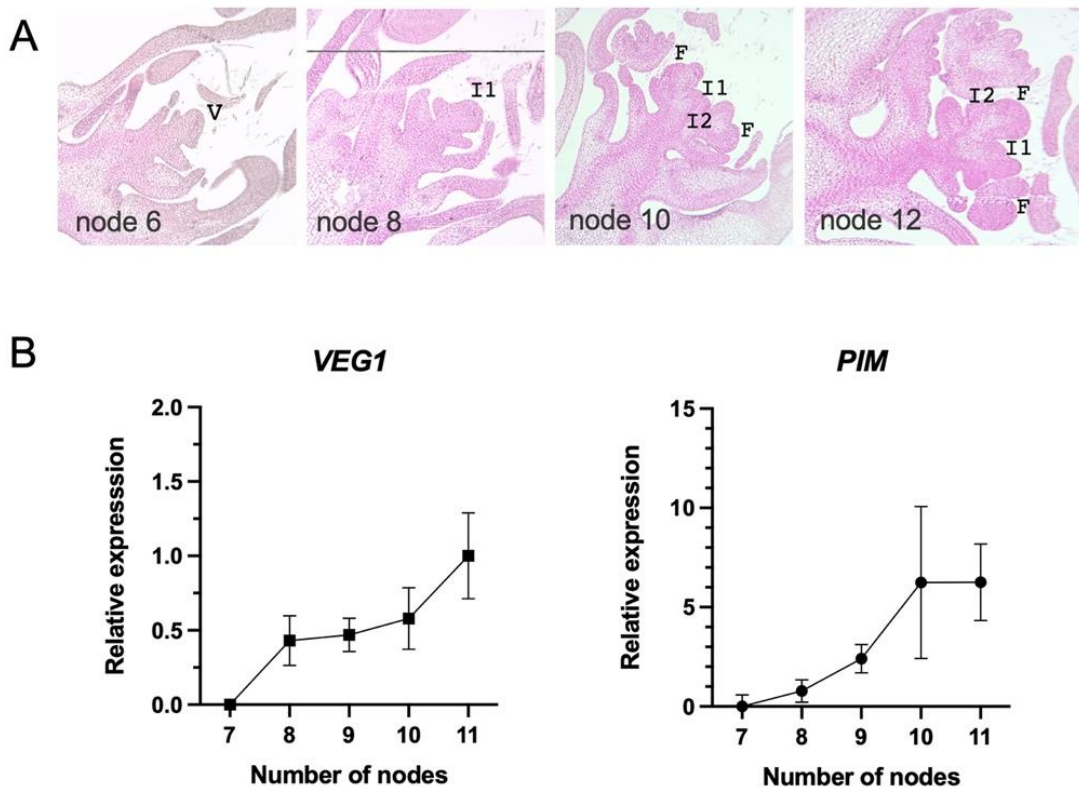 A
V
node 6
I1
node 8
F
I1
I2
F
node 10
I2
F
I1
F
node 12
B
VEG1
Relative expresssion
2.0
1.5
1.0
0.5
0.0
7 8 9 10 11
Number of nodes
PIM
Relative expression
15
10
5
0
7 8 9 10 11
Number of nodes